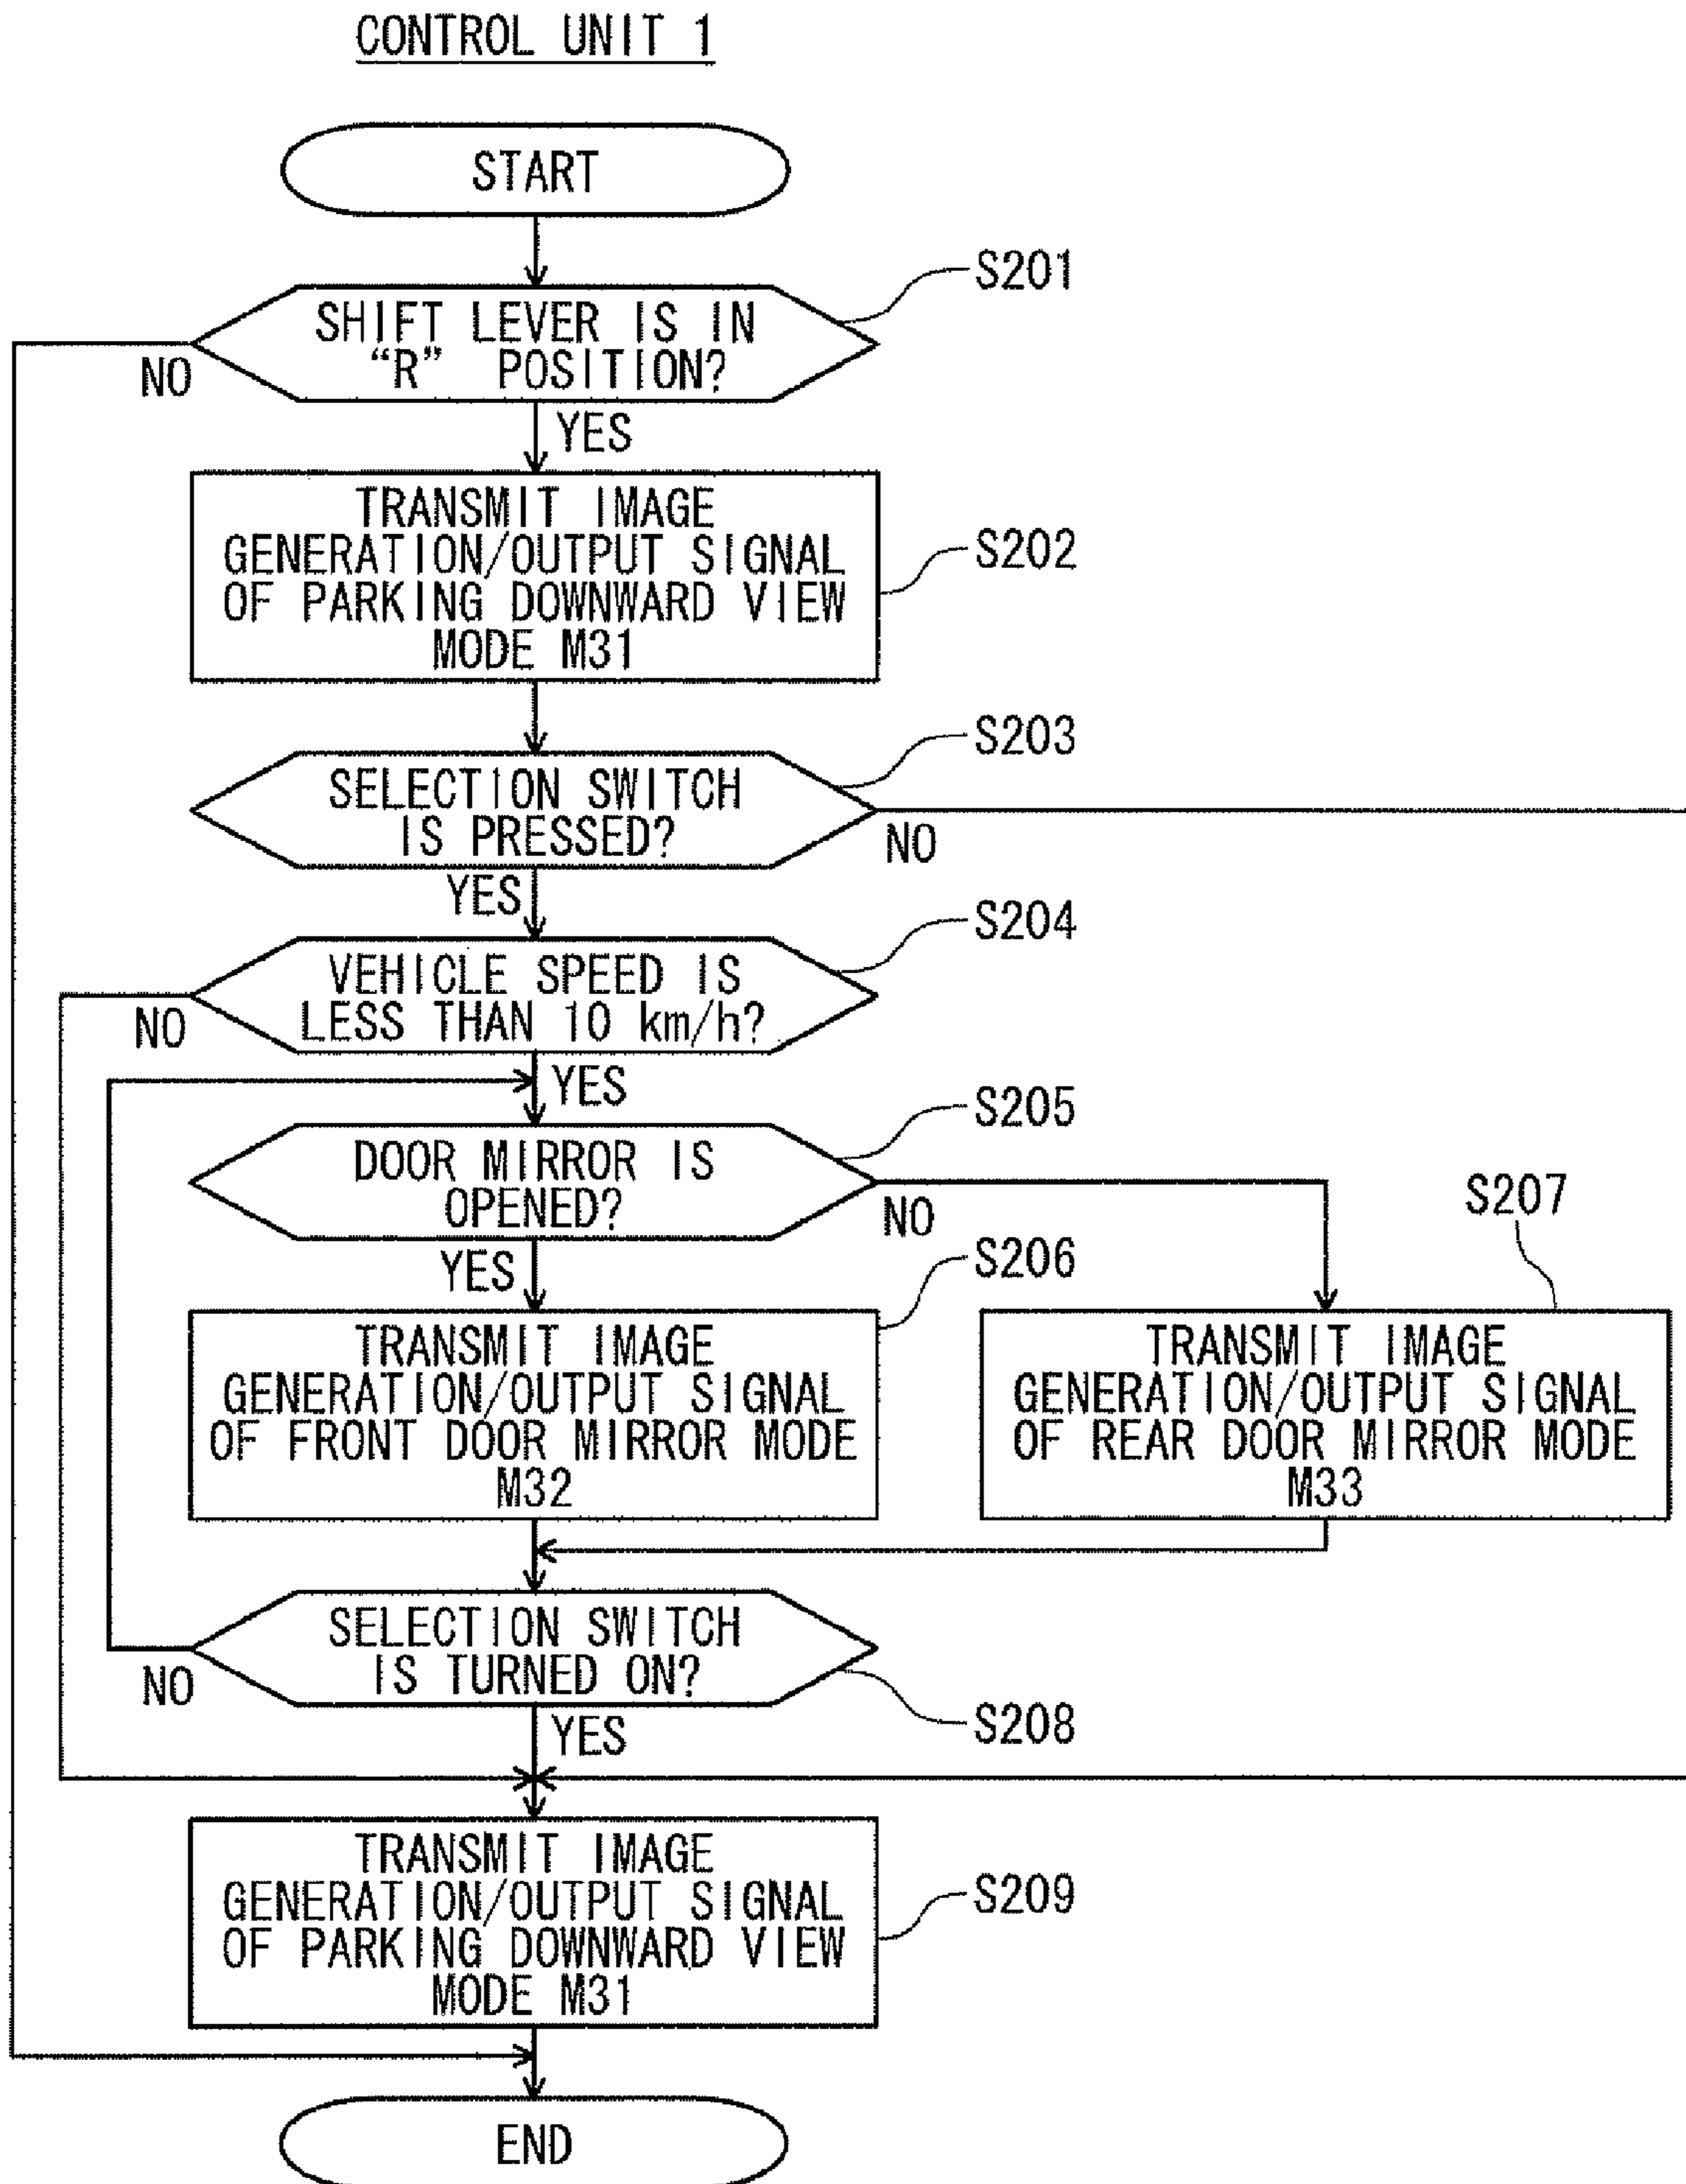 CONTROL UNIT 1
START
S201
SHIFT LEVER IS IN
“R” POSITION?
NO
YES
TRANSMIT IMAGE
GENERATION/OUTPUT SIGNAL
OF PARKING DOWNWARD VIEW
MODE M31
S202
S203
SELECTION SWITCH
IS PRESSED?
NO
YES
S204
VEHICLE SPEED IS
LESS THAN 10 km/h?
NO
YES
S205
DOOR MIRROR IS
OPENED?
NO
YES
S206
S207
TRANSMIT IMAGE
GENERATION/OUTPUT SIGNAL
OF FRONT DOOR MIRROR MODE
M32
TRANSMIT IMAGE
GENERATION/OUTPUT SIGNAL
OF REAR DOOR MIRROR MODE
M33
SELECTION SWITCH
IS TURNED ON?
NO
S208
YES
TRANSMIT IMAGE
GENERATION/OUTPUT SIGNAL
OF PARKING DOWNWARD VIEW
MODE M31
S209
END